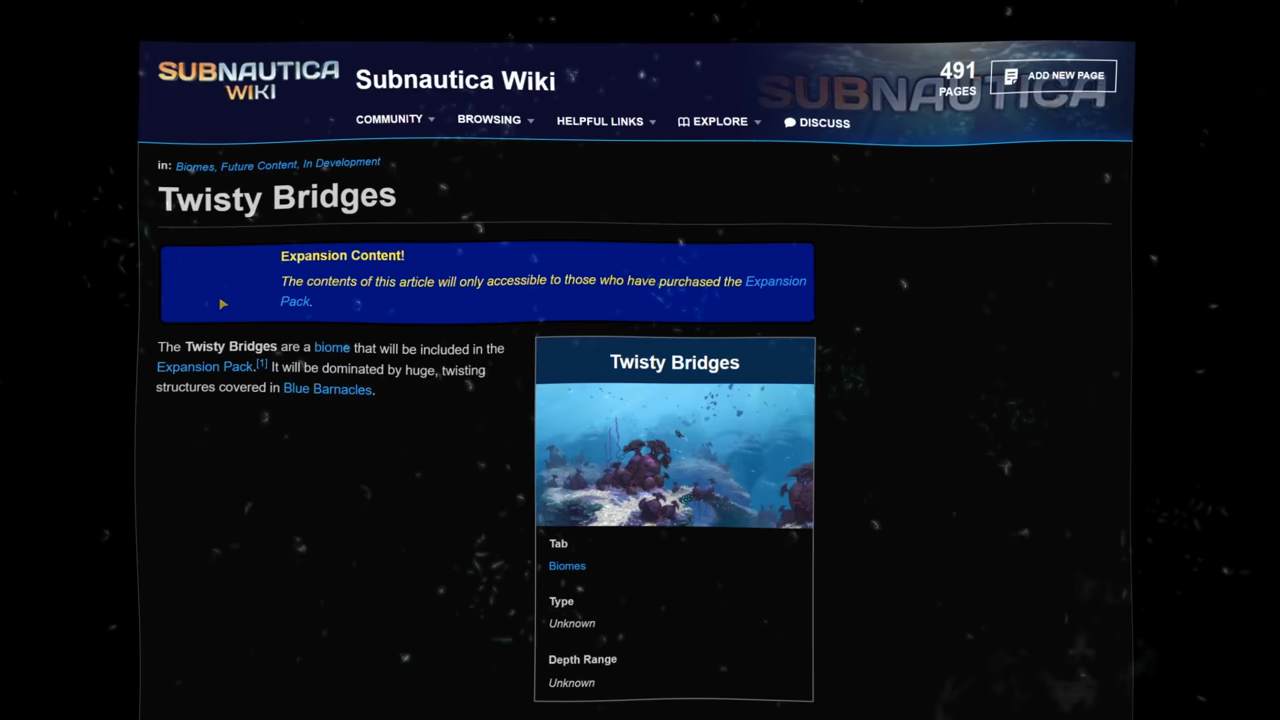 SUBNAUTICA
WIKI
Subnautica Wiki
SUBNAUTICA
491
PAGES
ADD NEW PAGE
COMMUNITY
BROWSING
HELPFUL LINKS
EXPLORE
DISCUSS
in: Biomes, Future Content, In Development
Twisty Bridges
Expansion Content!
The contents of this article will only accessible to those who have purchased the Expansion
Pack.
The Twisty Bridges are a biome that will be included in the
Expansion Pack.[1] It will be dominated by huge, twisting
structures covered in Blue Barnacles.
Twisty Bridges
Tab
Biomes
Type
Unknown
Depth Range
Unknown